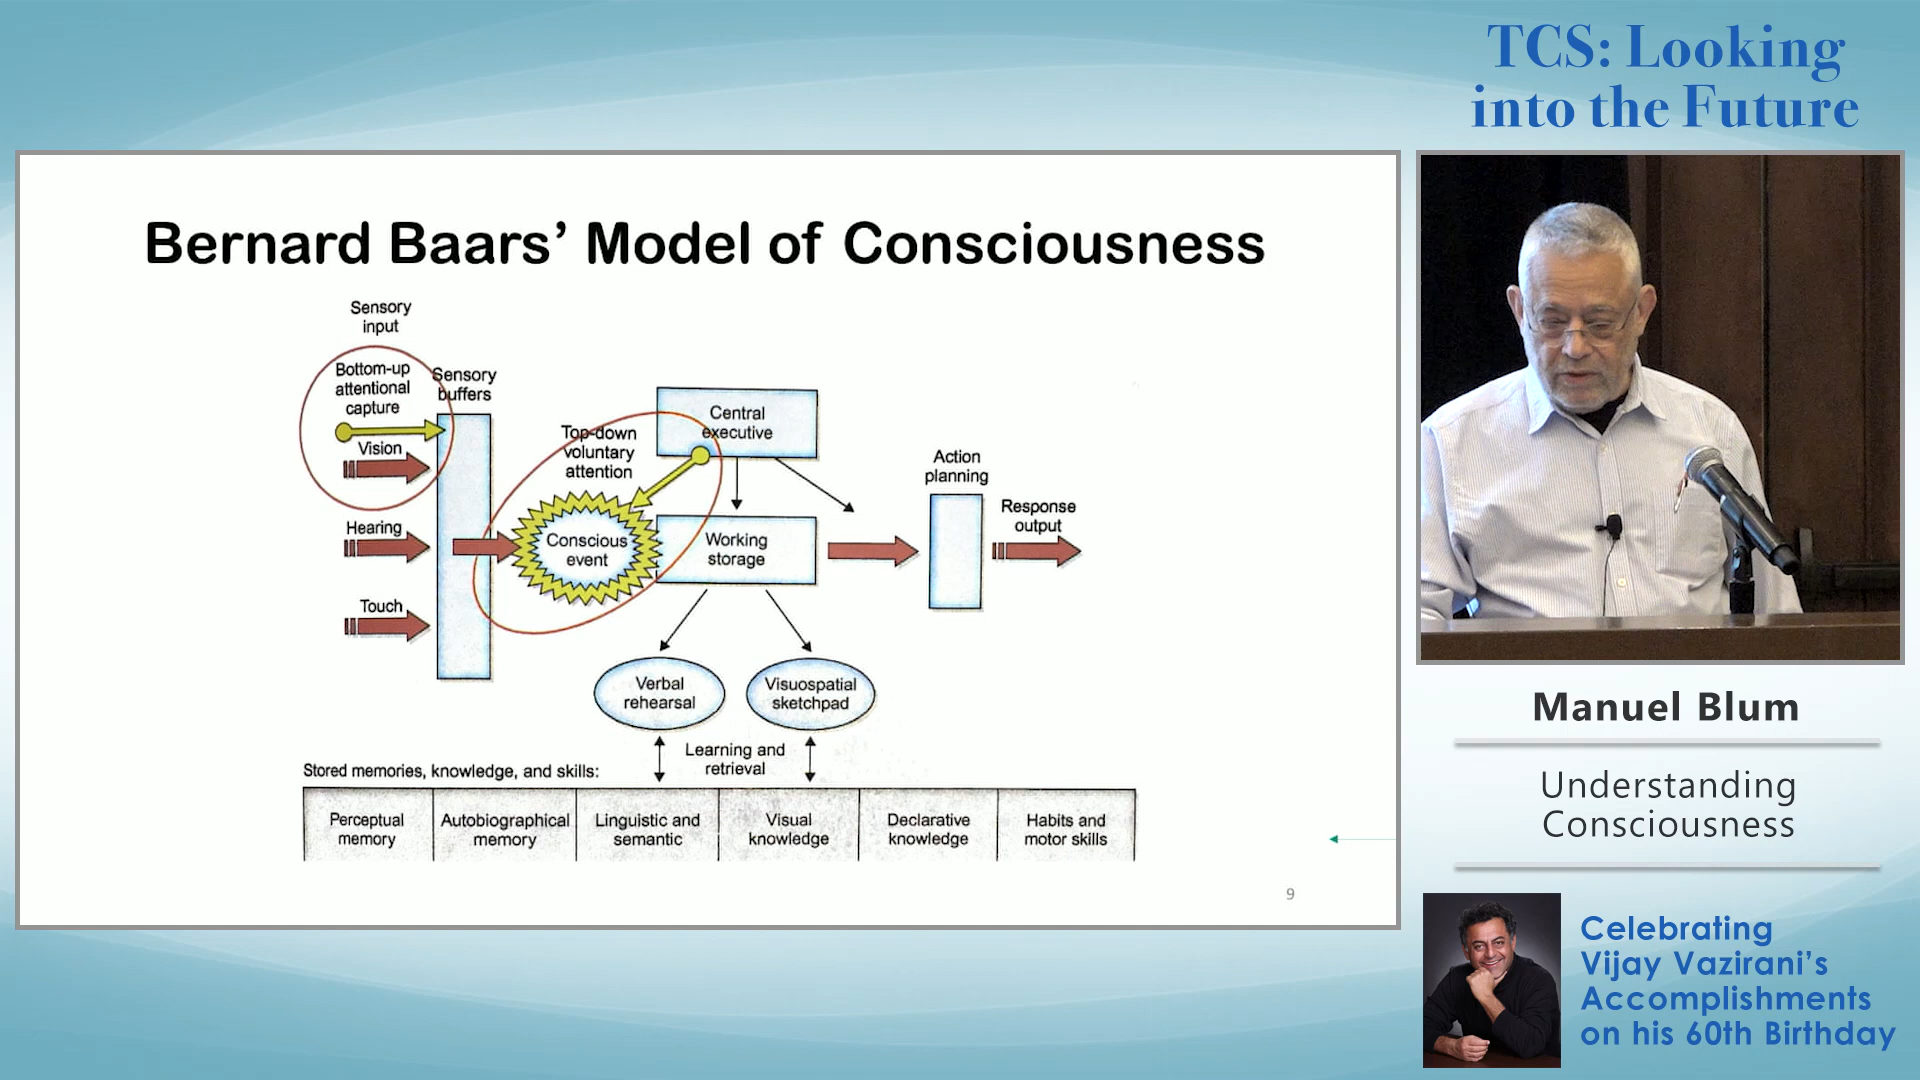 TCS: Looking
into the Future
Bernard Baars’ Model of Consciousness
Sensory
input
Bottom-up
attentional
capture
Sensory
buffers
Vision
Hearing
Touch
Top-down
voluntary
attention
Central
executive
Conscious
event
Working
storage
Action
planning
Response
output
Verbal
rehearsal
Visuospatial
sketchpad
Learning and
retrieval
Stored memories, knowledge, and skills:
Perceptual
memory
Autobiographical
memory
Linguistic and
semantic
Visual
knowledge
Declarative
knowledge
Habits and
motor skills
9
Manuel Blum
Understanding
Consciousness
Celebrating
Vijay Vazirani’s
Accomplishments
on his 60th Birthday